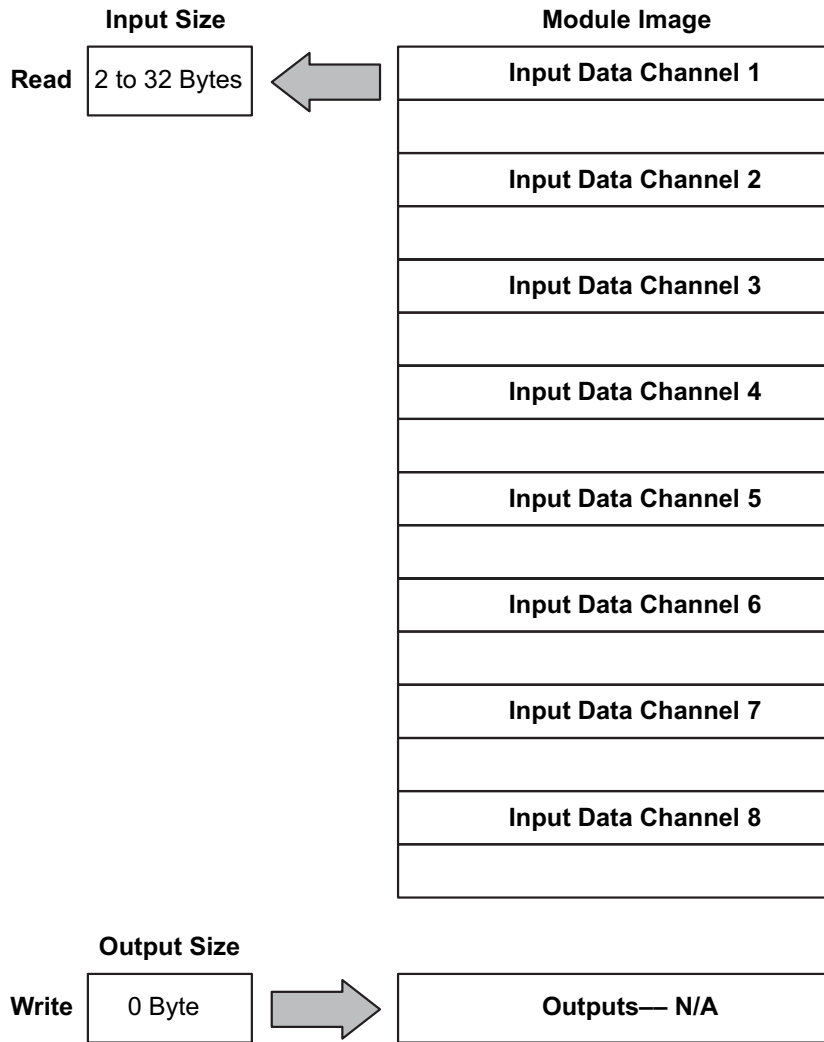 Input Size
Module Image
Read
2 to 32 Bytes
Input Data Channel 1
Input Data Channel 2
Input Data Channel 3
Input Data Channel 4
Input Data Channel 5
Input Data Channel 6
Input Data Channel 7
Input Data Channel 8
Output Size
Write
0 Byte
Outputs— N/A